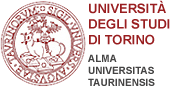 UNIVERSITÀ
DEGLI STUDI
DI TORINO
ALMA
UNIVERSITAS
TAURINENSIS